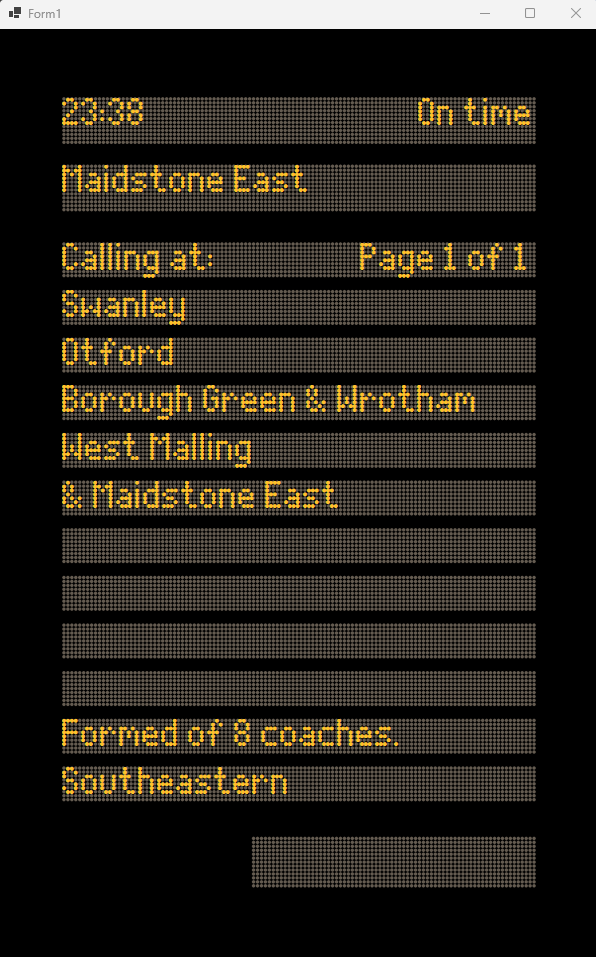 Form1
23:38 On time
Maidstone East
Calling at: Page 1 of 1
Swanley
Otford
Borough Green & Wrotham
West Malling
& Maidstone East
Formed of 8 coaches.
Southeastern